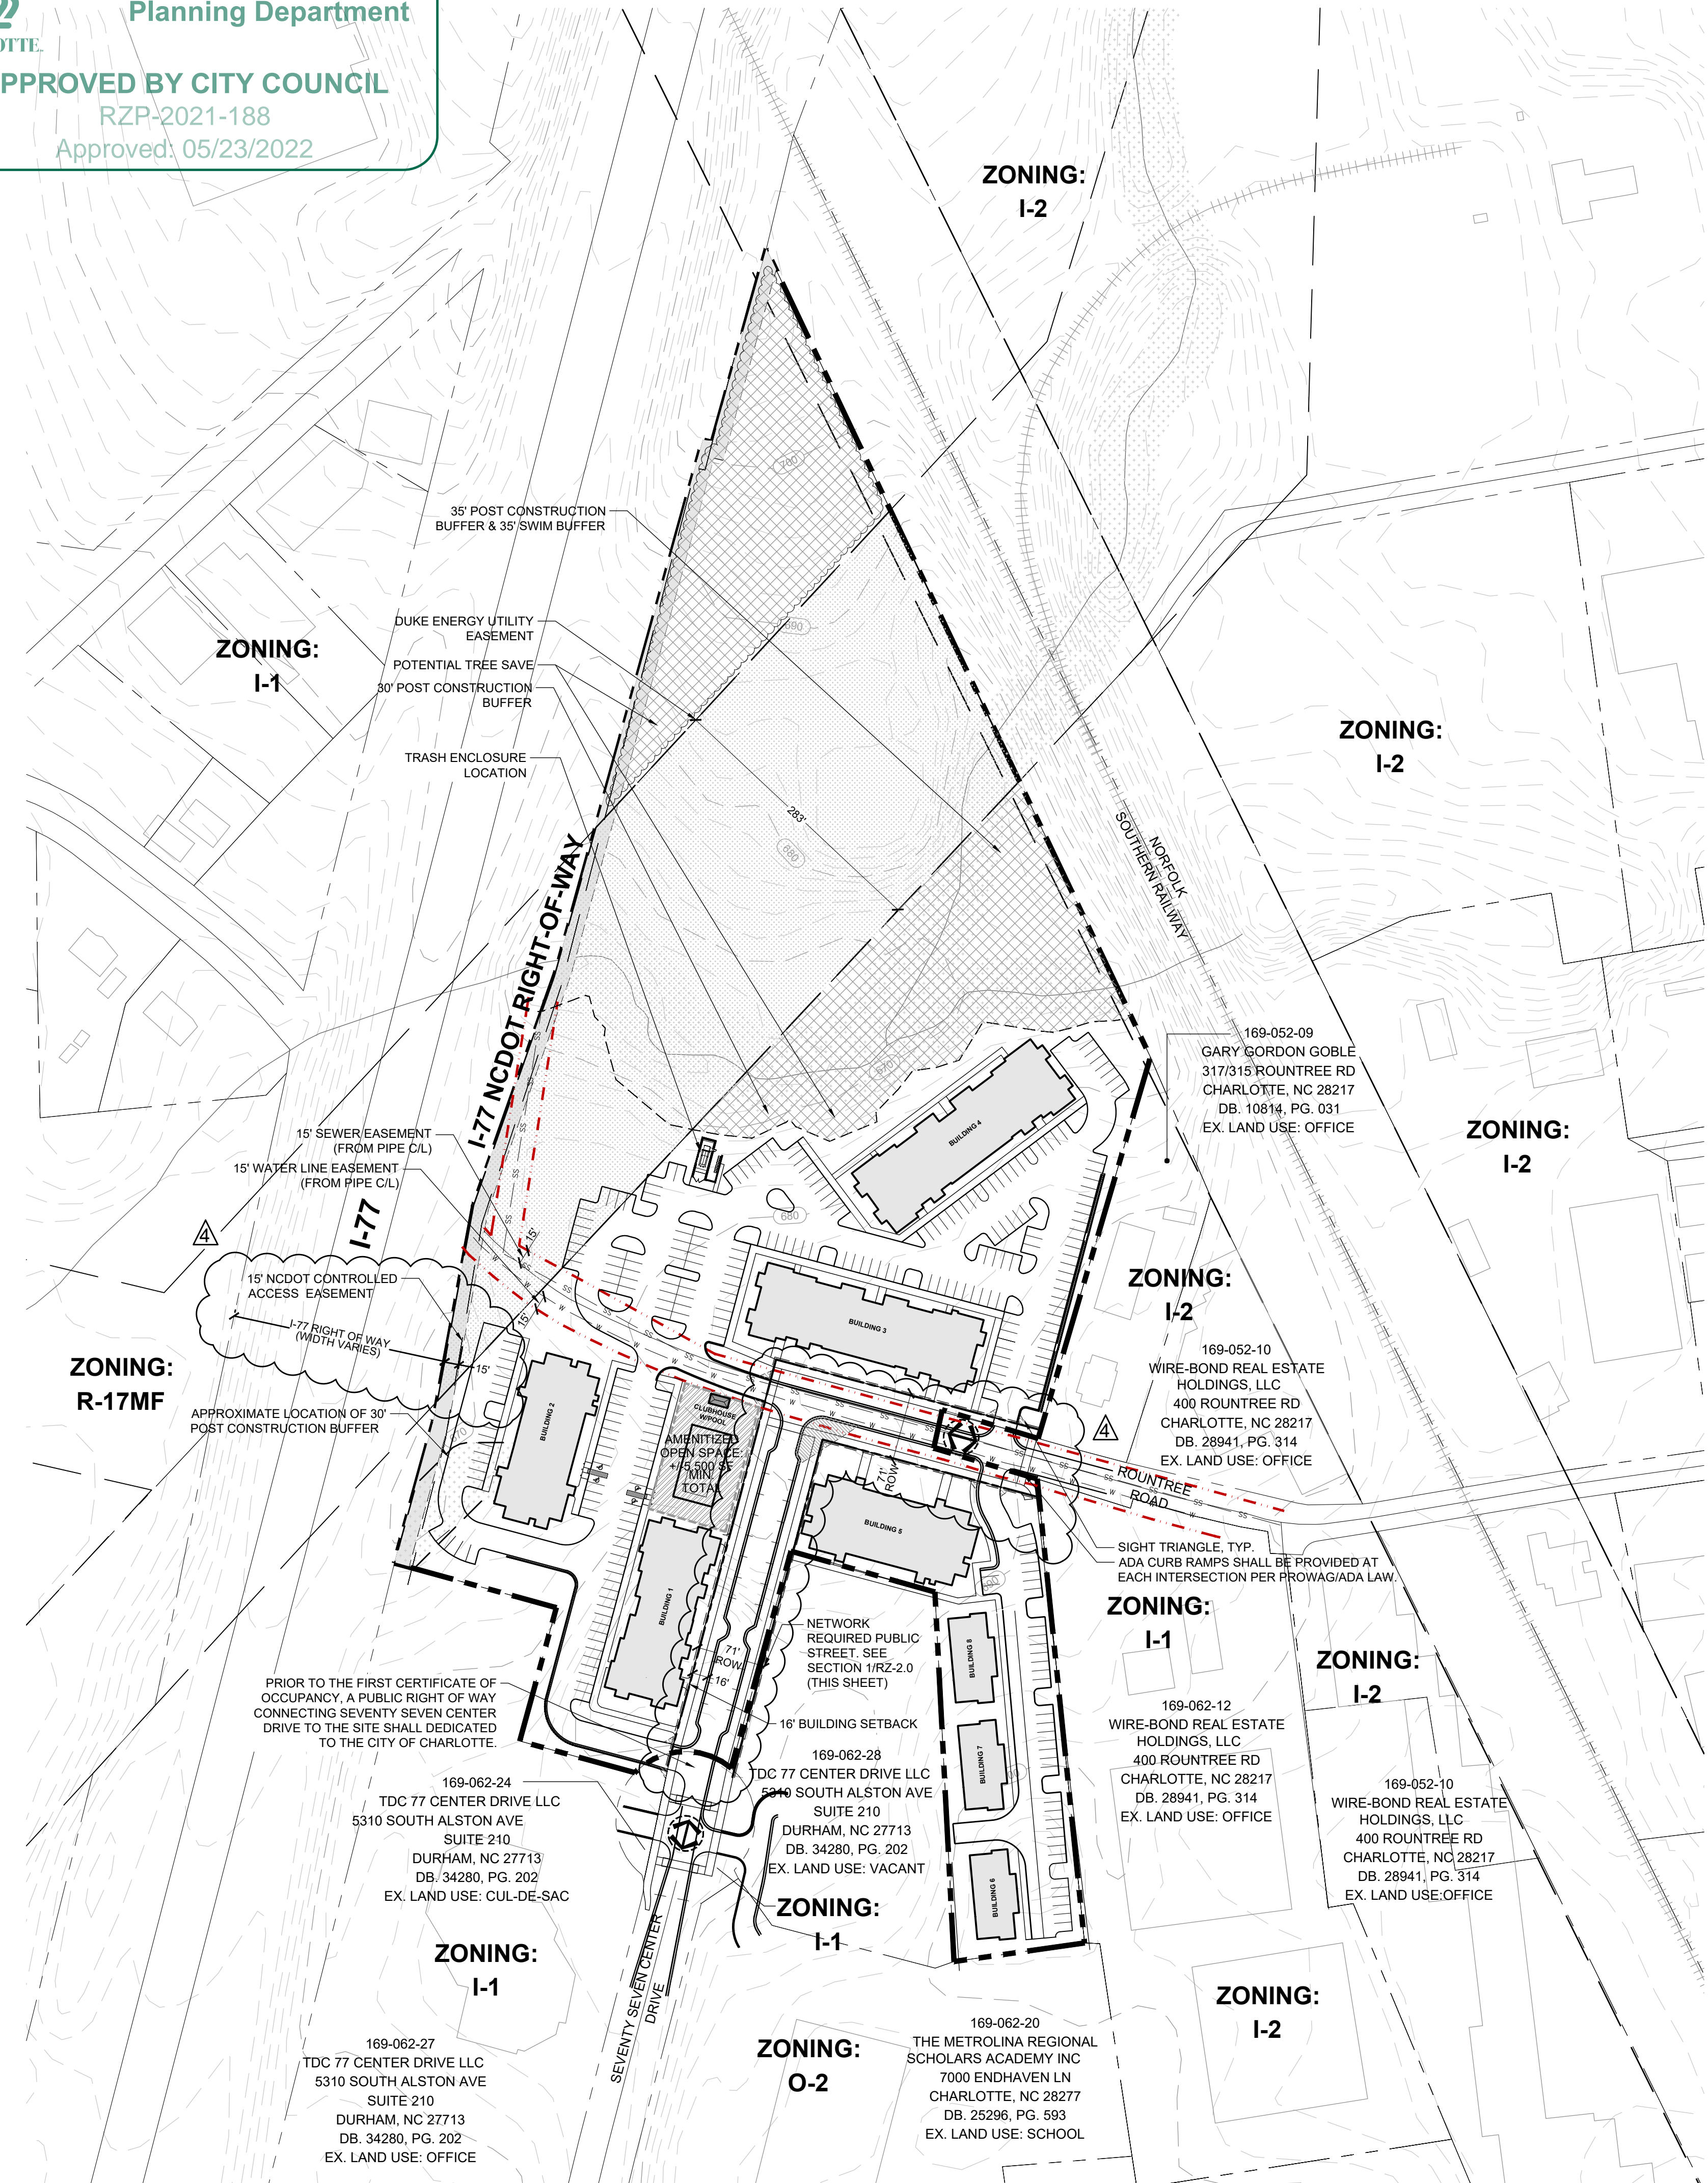 Planning Department
OTTE.
PPROVED BY CITY COUNCIL
RZP-2021-188
Approved: 05/23/2022
ZONING:
I-2
700
35' POST CONSTRUCTION
BUFFER & 35' SWIM BUFFER
DUKE ENERGY UTILITY
EASEMENT
690
POTENTIAL TREE SAVE
30' POST CONSTRUCTION
BUFFER
TRASH ENCLOSURE
LOCATION
ZONING:
I-1
ZONING:
I-2
283'
680
NORFOLK
SOUTHERN RAILWAY
I-77 NCDOT RIGHT-OF-WAY
670
169-052-09
GARY GORDON GOBLE
317/315 ROUNTREE RD
CHARLOTTE, NC 28217
DB. 10814, PG. 031
EX. LAND USE: OFFICE
ZONING:
I-2
BUILDING 4
15' SEWER EASEMENT
(FROM PIPE C/L)
15' WATER LINE EASEMENT
(FROM PIPE C/L)
I-77
4
680
15'
15'
15' NCDOT CONTROLLED
ACCESS EASEMENT
I-77 RIGHT OF WAY
(WIDTH VARIES)
15'
ZONING:
R-17MF
APPROXIMATE LOCATION OF 30'
POST CONSTRUCTION BUFFER
BUILDING 3
BUILDING 2
ZONING:
I-2
169-052-10
WIRE-BOND REAL ESTATE
HOLDINGS, LLC
400 ROUNTREE RD
CHARLOTTE, NC 28217
DB. 28941, PG. 314
EX. LAND USE: OFFICE
4
CLUBHOUSE
W/POOL
AMENITIZED
OPEN SPACE:
+/-5,500 SF
MIN.
TOTAL
71'
ROW
ROUNTREE
ROAD
BUILDING 5
BUILDING 1
SIGHT TRIANGLE, TYP.
ADA CURB RAMPS SHALL BE PROVIDED AT
EACH INTERSECTION PER PROWAG/ADA LAW.
ZONING:
I-1
ZONING:
I-2
NETWORK
REQUIRED PUBLIC
STREET. SEE
SECTION 1/RZ-2.0
(THIS SHEET)
71'
ROW
16'
BUILDING 8
PRIOR TO THE FIRST CERTIFICATE OF
OCCUPANCY, A PUBLIC RIGHT OF WAY
CONNECTING SEVENTY SEVEN CENTER
DRIVE TO THE SITE SHALL DEDICATED
TO THE CITY OF CHARLOTTE.
16' BUILDING SETBACK
BUILDING 7
169-062-12
WIRE-BOND REAL ESTATE
HOLDINGS, LLC
400 ROUNTREE RD
CHARLOTTE, NC 28217
DB. 28941, PG. 314
EX. LAND USE: OFFICE
169-062-28
TDC 77 CENTER DRIVE LLC
5310 SOUTH ALSTON AVE
SUITE 210
DURHAM, NC 27713
DB. 34280, PG. 202
EX. LAND USE: VACANT
169-062-24
TDC 77 CENTER DRIVE LLC
5310 SOUTH ALSTON AVE
SUITE 210
DURHAM, NC 27713
DB. 34280, PG. 202
EX. LAND USE: CUL-DE-SAC
169-052-10
WIRE-BOND REAL ESTATE
HOLDINGS, LLC
400 ROUNTREE RD
CHARLOTTE, NC 28217
DB. 28941, PG. 314
EX. LAND USE:OFFICE
BUILDING 6
ZONING:
I-1
ZONING:
I-1
SEVENTY SEVEN CENTER
DRIVE
ZONING:
I-2
169-062-27
TDC 77 CENTER DRIVE LLC
5310 SOUTH ALSTON AVE
SUITE 210
DURHAM, NC 27713
DB. 34280, PG. 202
EX. LAND USE: OFFICE
ZONING:
O-2
169-062-20
THE METROLINA REGIONAL
SCHOLARS ACADEMY INC
7000 ENDHAVEN LN
CHARLOTTE, NC 28277
DB. 25296, PG. 593
EX. LAND USE: SCHOOL